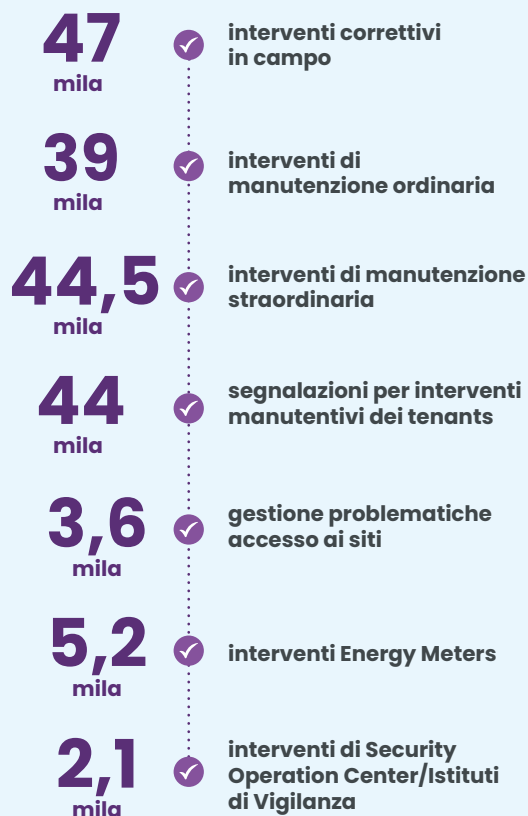 47
mila
interventi correttivi
in campo
39
mila
interventi di
manutenzione ordinaria
44,5
mila
interventi di manutenzione
straordinaria
44
mila
segnalazioni per interventi
manutentivi dei tenants
3,6
mila
gestione problematiche
accesso ai siti
5,2
mila
interventi Energy Meters
2,1
mila
interventi di Security
Operation Center/Istituti
di Vigilanza